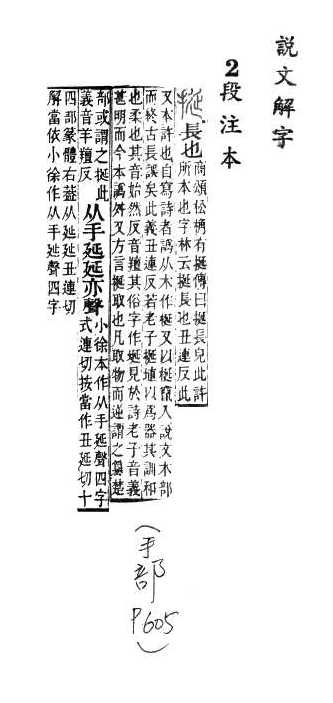 說文解字
2段注本
挻 長也 商頌松桷有挻傳曰挻長皃此許
所本也字林云挻長也丑連反此
又本許也自寫詩者譌从木作梴又以梴竄入說文木部
而終古長誤矣此義丑連反若老子挻埴以爲器其訓和
也柔也其音始然反音羶其俗字作埏見於詩老子音義
甚明而今本譌舛又方言挻取也凡取物而逆謂之篡楚
部或謂之挻此
義音羊羶反
从手延延亦聲
小徐本作从手延聲四字
式連切按當作丑延切十
四部篆體右葢从延延丑連切
解當依小徐作从手延聲四字
(手部
P605)